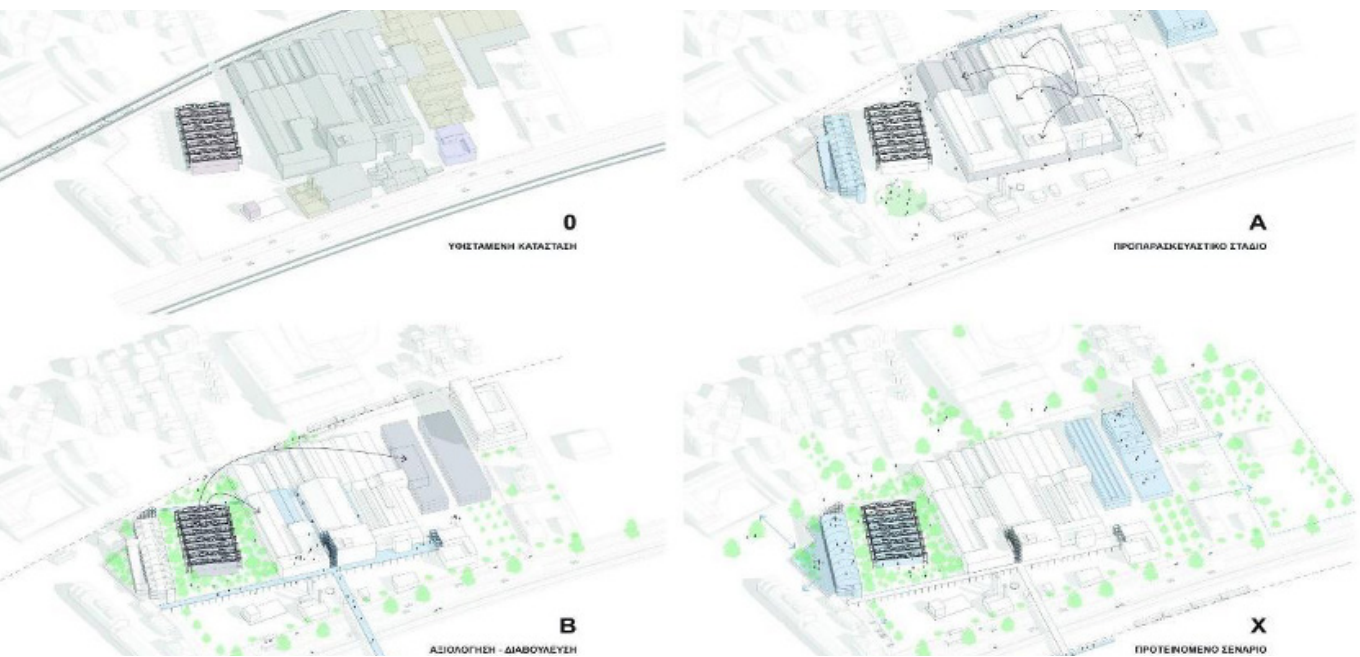 0
ΥΦΙΣΤΑΜΕΝΗ ΚΑΤΑΣΤΑΣΗ
A
ΠΡΟΠΑΡΑΣΚΕΥΑΣΤΙΚΟ ΣΤΑΔΙΟ
B
ΑΞΙΟΛΟΓΗΣΗ - ΔΙΑΒΟΥΛΕΥΣΗ
X
ΠΡΟΤΕΙΝΟΜΕΝΟ ΣΕΝΑΡΙΟ